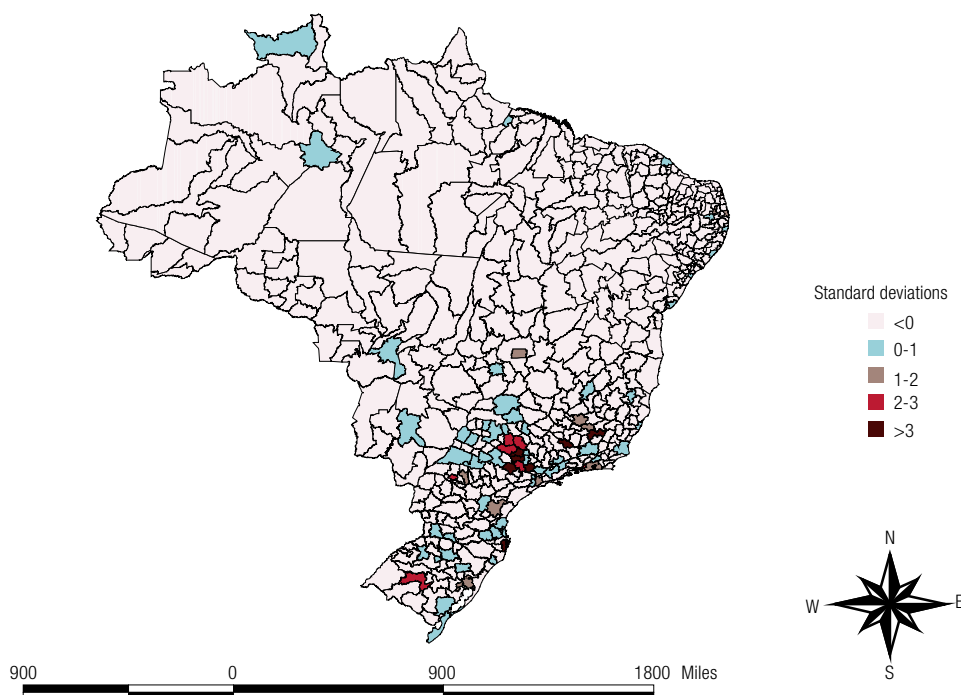 Standard deviations
<0
0-1
1-2
2-3
>3
N
W
E
S
900
0
900
1800 Miles